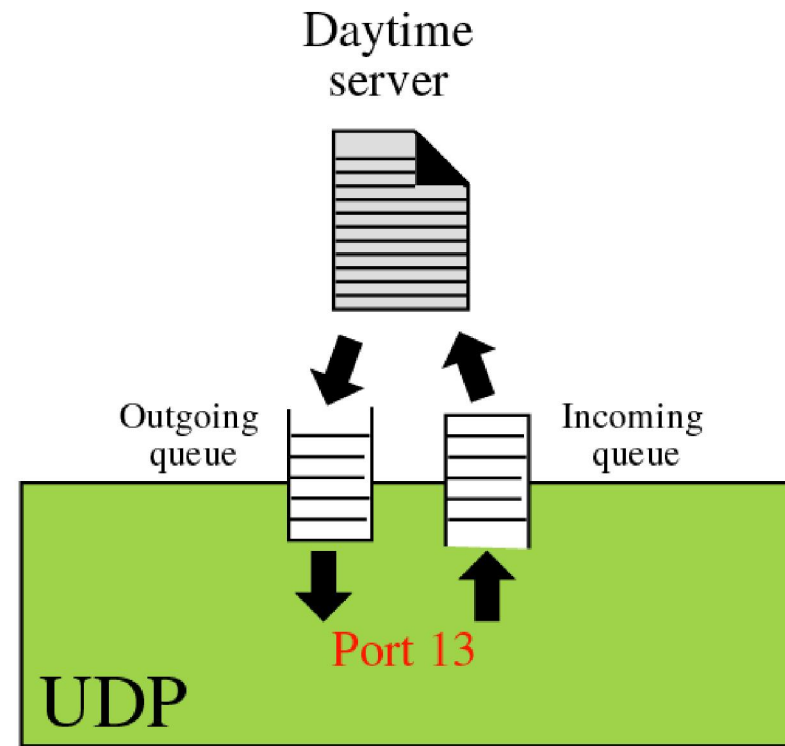 Daytime
server
Outgoing
queue
Incoming
queue
Port 13
UDP